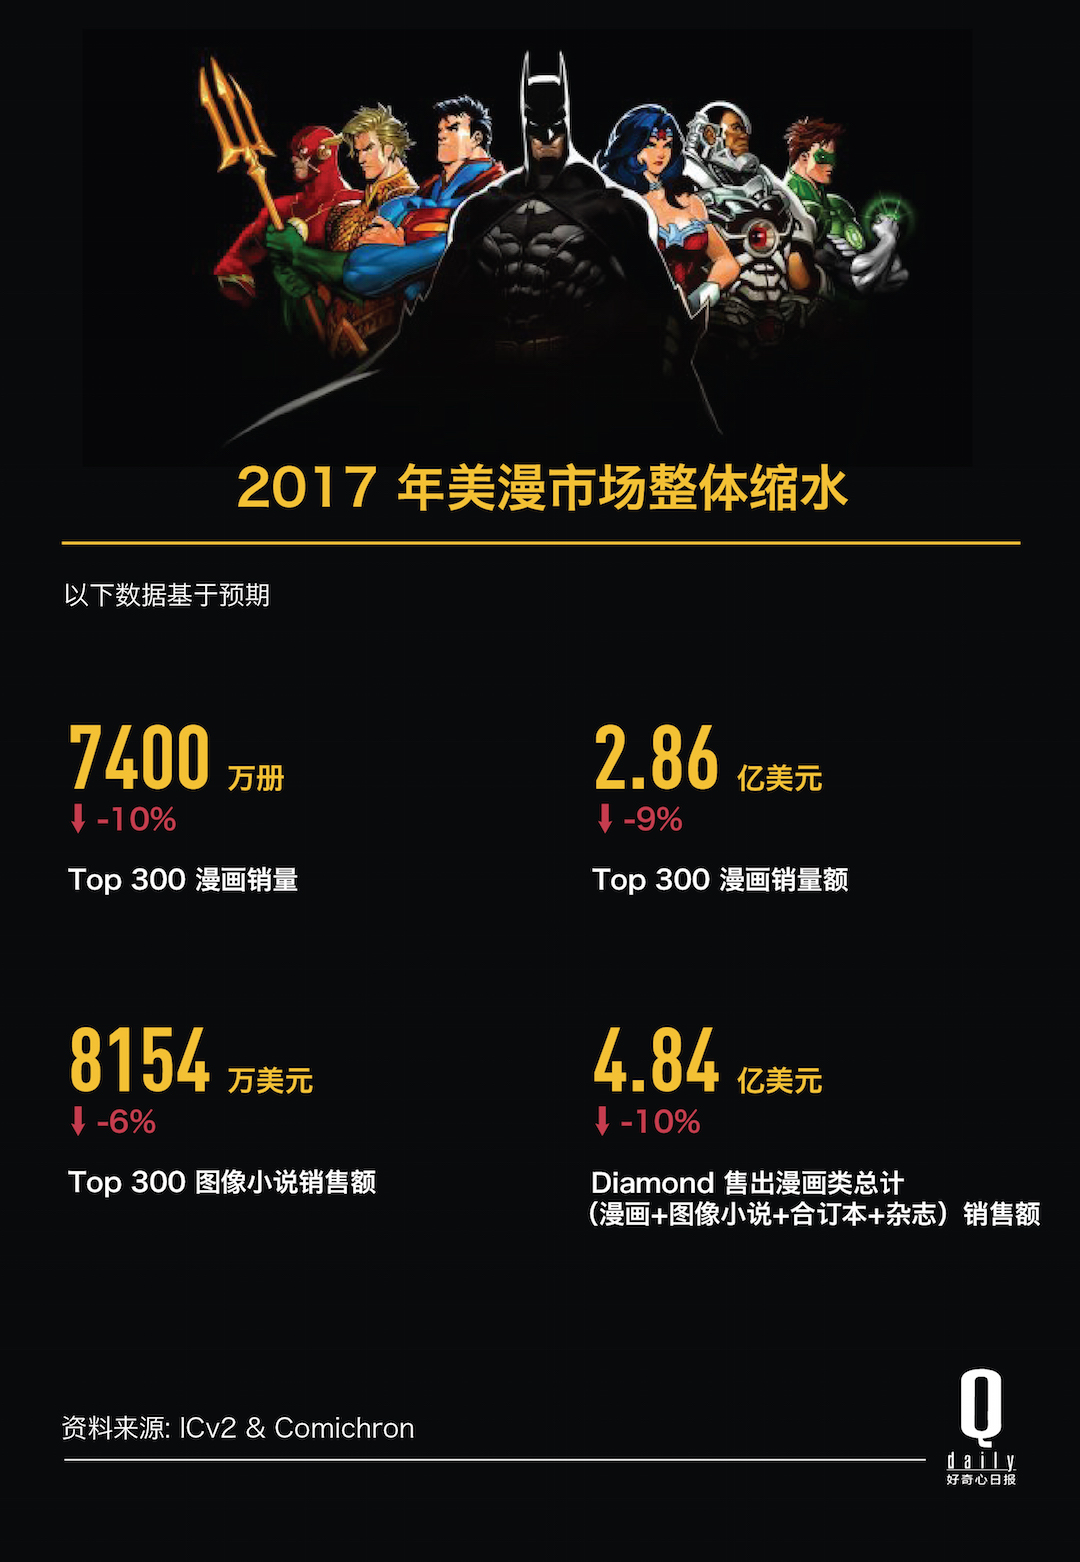 2017 年美漫市场整体缩水
以下数据基于预期
7400 万册
-10%
Top 300 漫画销量
2.86 亿美元
-9%
Top 300 漫画销量额
8154 万美元
-6%
Top 300 图像小说销售额
4.84 亿美元
-10%
Diamond 售出漫画类总计
（漫画+图像小说+合订本+杂志）销售额
资料来源: ICv2 & Comichron
Q
daily
好奇心日报